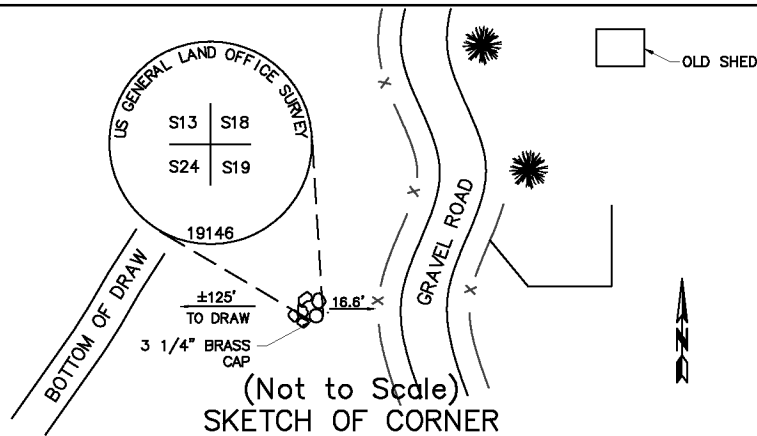 US GENERAL LAND OFFICE SURVEY
S13 S18
S24 S19
19146
OLD SHED
GRAVEL ROAD
BOTTOM OF DRAW
±125'
TO DRAW
16.6'
3 1/4" BRASS
CAP
X
X
X
X
N
(Not to Scale)
SKETCH OF CORNER